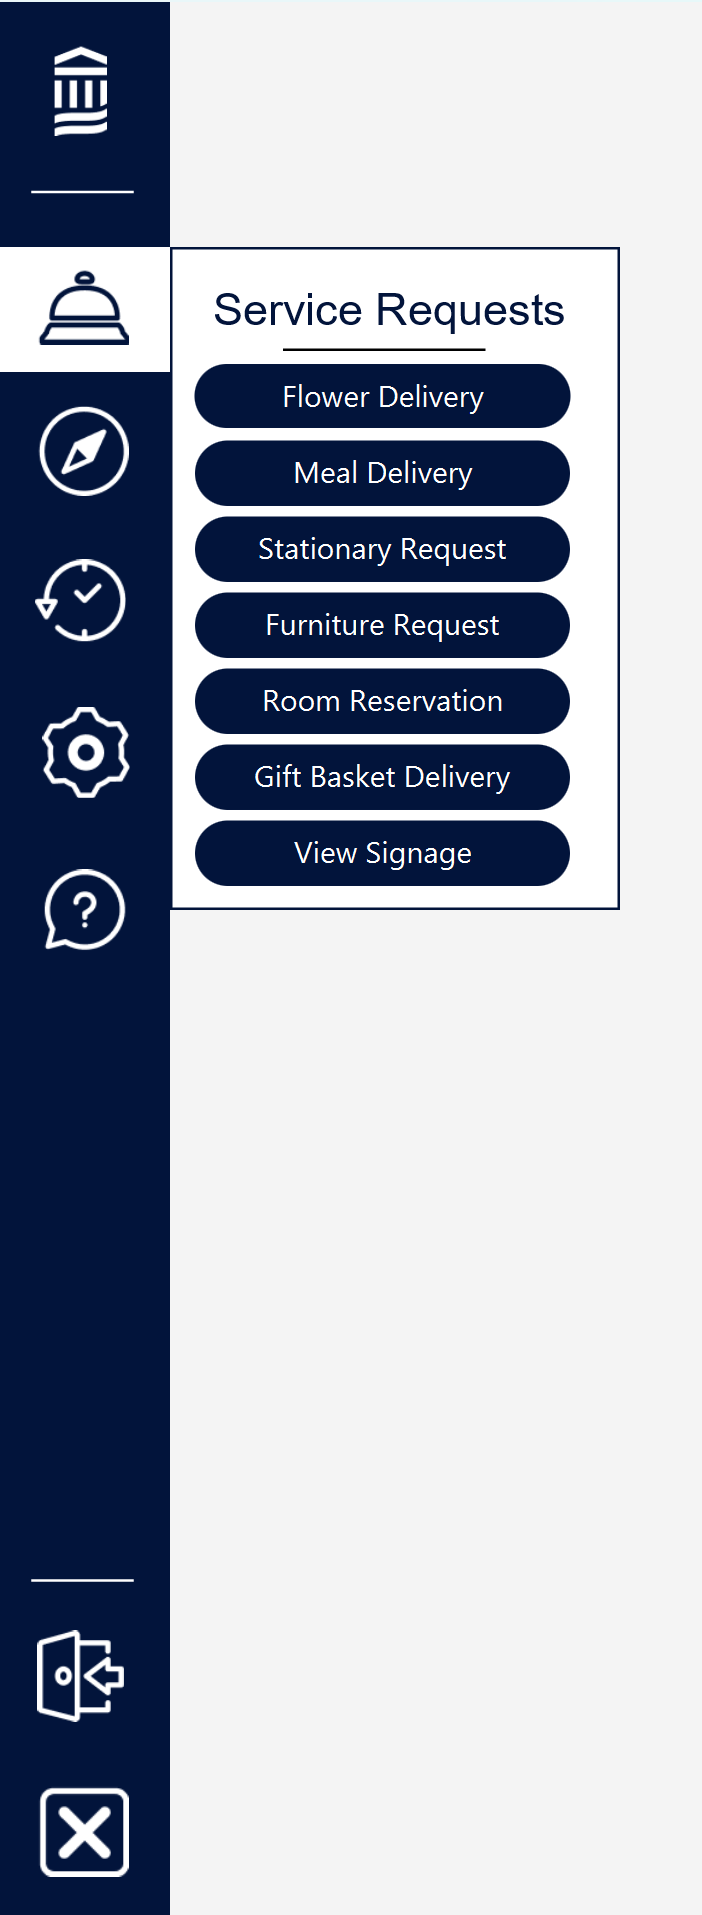 Service Requests
Flower Delivery
Meal Delivery
Stationary Request
Furniture Request
Room Reservation
Gift Basket Delivery
View Signage
?